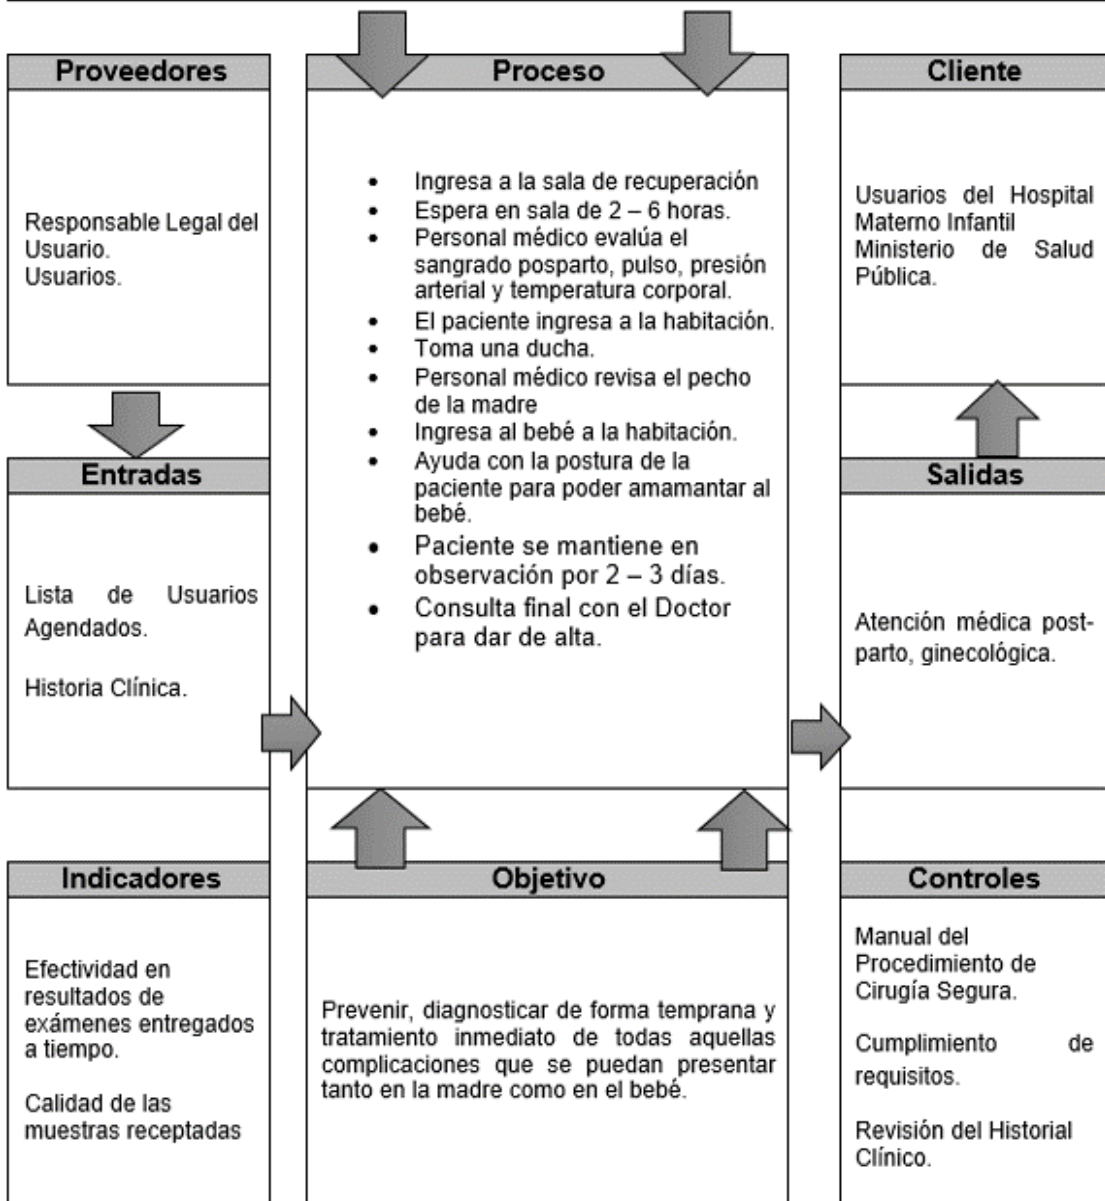 Proveedores
Responsable Legal del
Usuario.
Usuarios.
Entradas
Lista de Usuarios
Agendados.
Historia Clínica.
Indicadores
Efectividad en
resultados de
exámenes entregados
a tiempo.
Calidad de las
muestras receptadas
Proceso
• Ingresa a la sala de recuperación
• Espera en sala de 2 – 6 horas.
• Personal médico evalúa el
sangrado posparto, pulso, presión
arterial y temperatura corporal.
• El paciente ingresa a la habitación.
• Toma una ducha.
• Personal médico revisa el pecho
de la madre
• Ingresa al bebé a la habitación.
• Ayuda con la postura de la
paciente para poder amamantar al
bebé.
• Paciente se mantiene en
observación por 2 – 3 días.
• Consulta final con el Doctor
para dar de alta.
Objetivo
Prevenir, diagnosticar de forma temprana y
tratamiento inmediato de todas aquellas
complicaciones que se puedan presentar
tanto en la madre como en el bebé.
Cliente
Usuarios del Hospital
Materno Infantil
Ministerio de Salud
Pública.
Salidas
Atención médica post-
parto, ginecológica.
Controles
Manual del
Procedimiento de
Cirugía Segura.
Cumplimiento de
requisitos.
Revisión del Historial
Clínico.